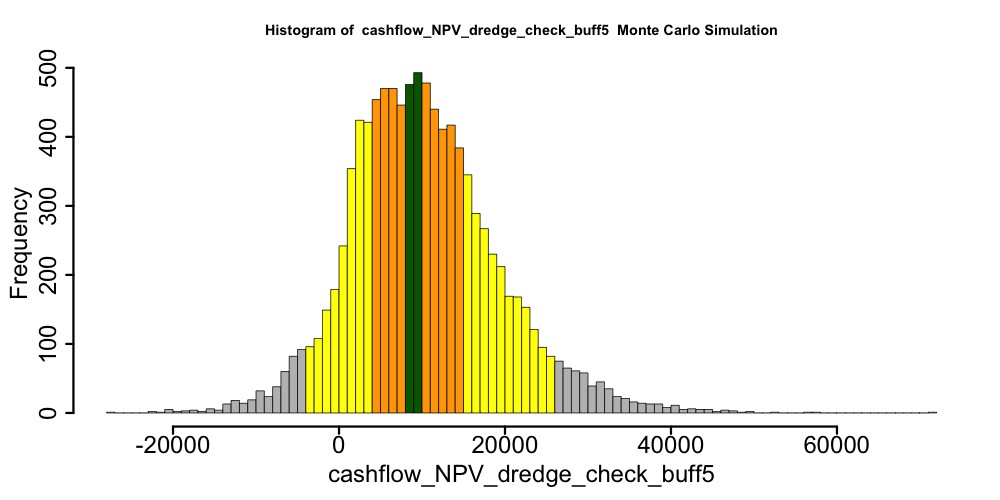 Histogram of  cashflow_NPV_dredge_check_buff5  Monte Carlo Simulation
Frequency
500
400
300
200
100
0
-20000 0 20000 40000 60000
cashflow_NPV_dredge_check_buff5